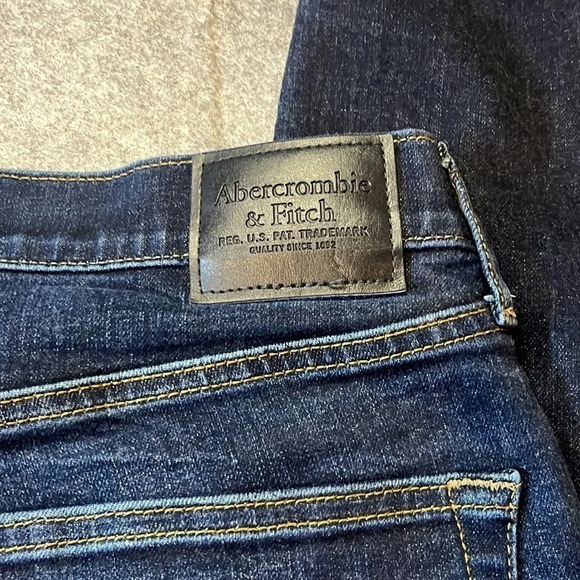 Abercrombie
& Fitch
REG. U.S. PAT. TRADEMARK
QUALITY SINCE 1892